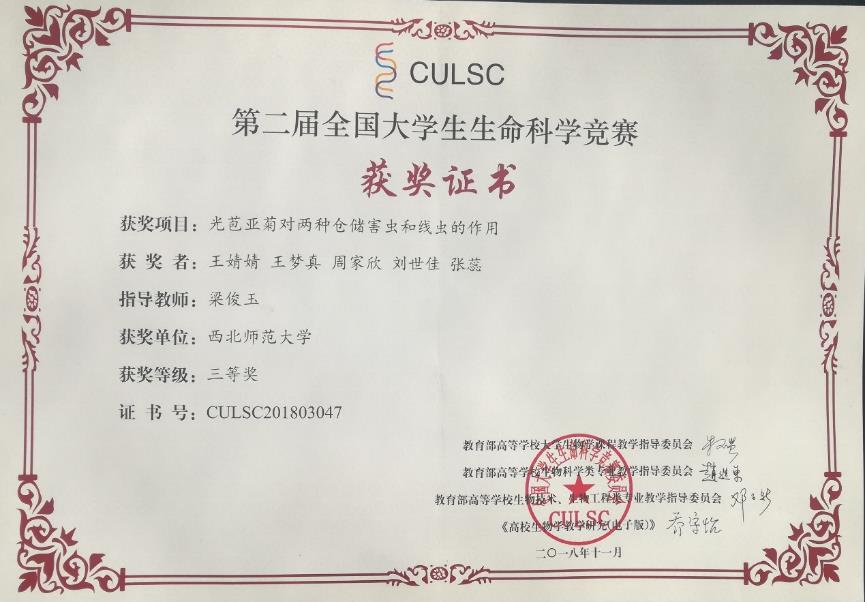 CULSC
第二届全国大学生生命科学竞赛
获奖证书
获奖项目：光苞亚菊对两种仓储害虫和线虫的作用
获 奖 者：王婧婧 王梦真 周家欣 刘世佳 张蕊
指导教师：梁俊玉
获奖单位：西北师范大学
获奖等级：三等奖
证 书 号：CULSC201803047
教育部高等学校大学生物学课程教学指导委员会
教育部高等学校生物科学类专业教学指导委员会
教育部高等学校生物技术、生物工程类专业教学指导委员会
《高校生物学教学研究(电子版)》 乔守怡
二〇一八年十一月
CULSC